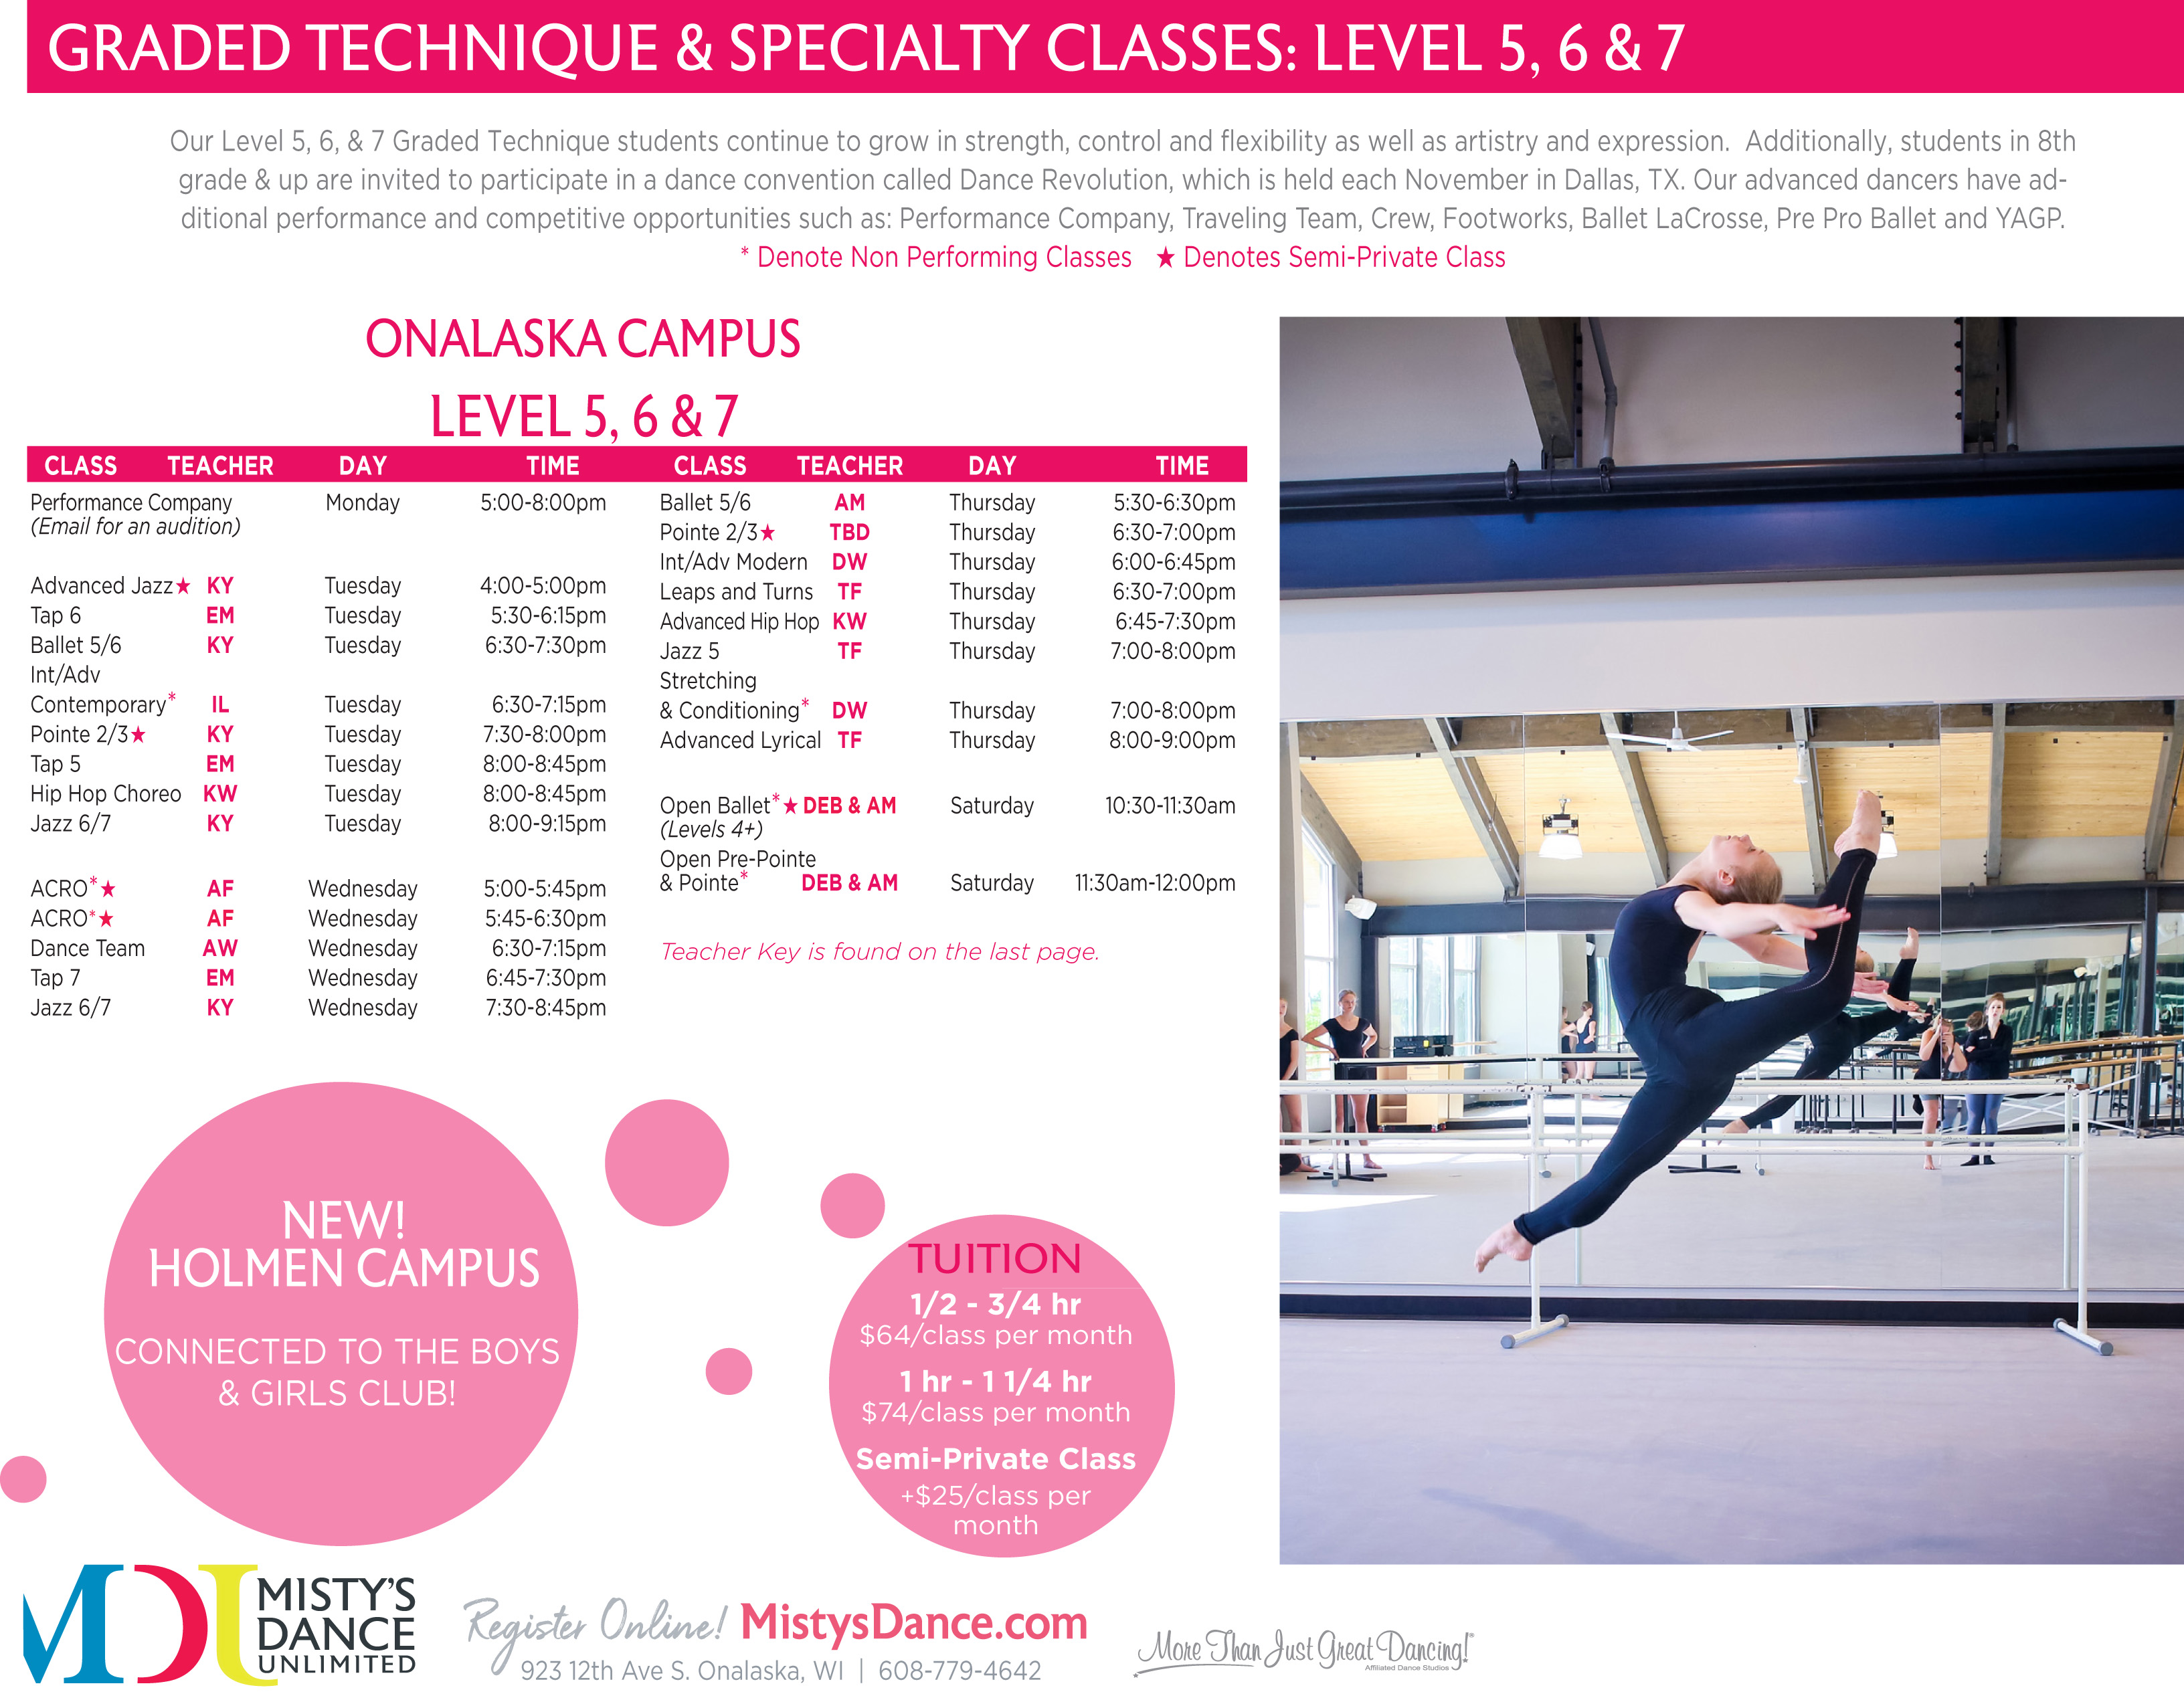 GRADED TECHNIQUE & SPECIALTY CLASSES: LEVEL 5, 6 & 7
Our Level 5, 6, & 7 Graded Technique students continue to grow in strength, control and flexibility as well as artistry and expression. Additionally, students in 8th
grade & up are invited to participate in a dance convention called Dance Revolution, which is held each November in Dallas, TX. Our advanced dancers have ad-
ditional performance and competitive opportunities such as: Performance Company, Traveling Team, Crew, Footworks, Ballet LaCrosse, Pre Pro Ballet and YAGP.
* Denote Non Performing Classes ★ Denotes Semi-Private Class
ONALASKA CAMPUS
LEVEL 5, 6 & 7
CLASS TEACHER DAY TIME
Performance Company Monday 5:00-8:00pm
(Email for an audition)
Advanced Jazz★ KY Tuesday 4:00-5:00pm
Tap 6 EM Tuesday 5:30-6:15pm
Ballet 5/6 KY Tuesday 6:30-7:30pm
Int/Adv
Contemporary* IL Tuesday 6:30-7:15pm
Pointe 2/3★ KY Tuesday 7:30-8:00pm
Tap 5 EM Tuesday 8:00-8:45pm
Hip Hop Choreo KW Tuesday 8:00-8:45pm
Jazz 6/7 KY Tuesday 8:00-9:15pm
ACRO*★ AF Wednesday 5:00-5:45pm
ACRO*★ AF Wednesday 5:45-6:30pm
Dance Team AW Wednesday 6:30-7:15pm
Tap 7 EM Wednesday 6:45-7:30pm
Jazz 6/7 KY Wednesday 7:30-8:45pm
CLASS TEACHER DAY TIME
Ballet 5/6 AM Thursday 5:30-6:30pm
Pointe 2/3★ TBD Thursday 6:30-7:00pm
Int/Adv Modern DW Thursday 6:00-6:45pm
Leaps and Turns TF Thursday 6:30-7:00pm
Advanced Hip Hop KW Thursday 6:45-7:30pm
Jazz 5 TF Thursday 7:00-8:00pm
Stretching
& Conditioning* DW Thursday 7:00-8:00pm
Advanced Lyrical TF Thursday 8:00-9:00pm
Open Ballet*★ DEB & AM Saturday 10:30-11:30am
(Levels 4+)
Open Pre-Pointe
& Pointe* DEB & AM Saturday 11:30am-12:00pm
Teacher Key is found on the last page.
NEW!
HOLMEN CAMPUS
CONNECTED TO THE BOYS
& GIRLS CLUB!
TUITION
1/2 - 3/4 hr
$64/class per month
1 hr - 1 1/4 hr
$74/class per month
Semi-Private Class
+$25/class per
month
MDU
MISTY'S
DANCE
UNLIMITED
Register Online! MistysDance.com
923 12th Ave S. Onalaska, WI | 608-779-4642
More Than Just Great Dancing!®
Affiliated Dance Studios